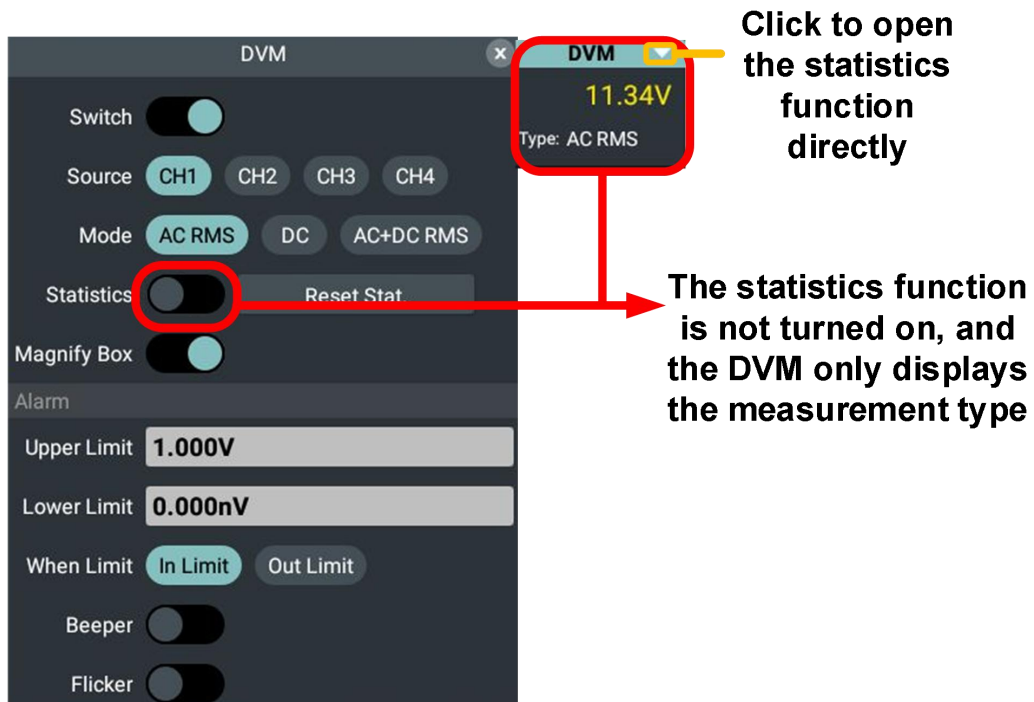 DVM
Switch
Source CH1 CH2 CH3 CH4
Mode AC RMS DC AC+DC RMS
Statistics Reset Stat.
Magnify Box
Alarm
Upper Limit 1.000V
Lower Limit 0.000nV
When Limit In Limit Out Limit
Beeper
Flicker
DVM
11.34V
Type: AC RMS
Click to open
the statistics
function
directly
The statistics function
is not turned on, and
the DVM only displays
the measurement type